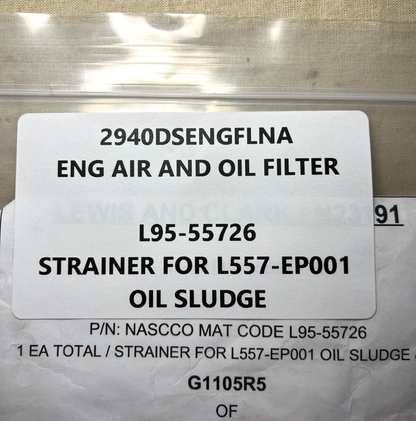 2940DSENGFLNA
ENG AIR AND OIL FILTER
L95-55726
STRAINER FOR L557-EP001
OIL SLUDGE
LEWIS AND CLARK 91
P/N: NASCCO MAT CODE L95-55726
1 EA TOTAL / STRAINER FOR L557-EP001 OIL SLUDGE
G1105R5
OF